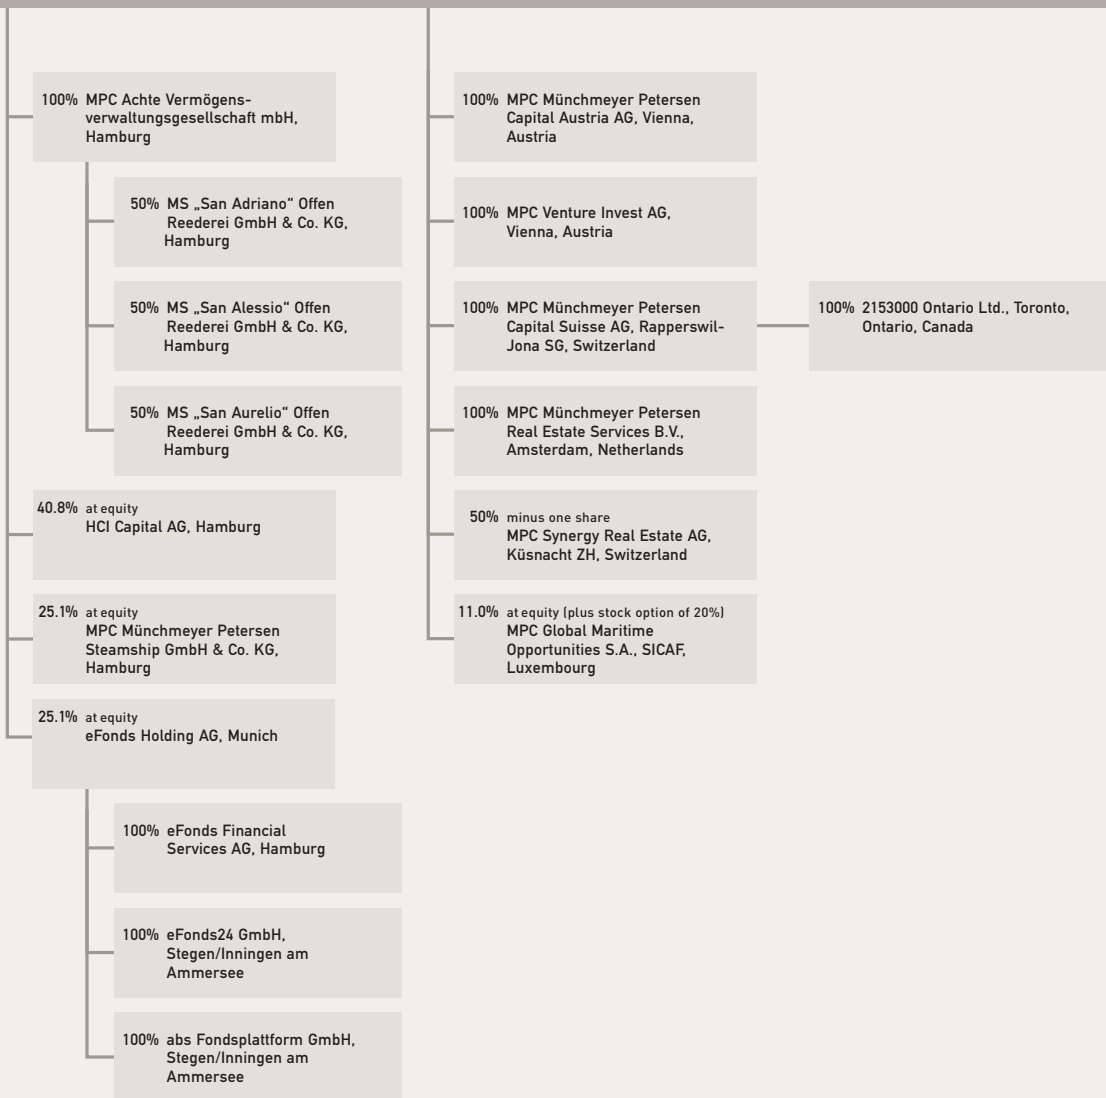 100% MPC Achte Vermögens-
verwaltungsgesellschaft mbH,
Hamburg
50% MS „San Adriano“ Offen
Reederei GmbH & Co. KG,
Hamburg
50% MS „San Alessio“ Offen
Reederei GmbH & Co. KG,
Hamburg
50% MS „San Aurelio“ Offen
Reederei GmbH & Co. KG,
Hamburg
40.8% at equity
HCI Capital AG, Hamburg
25.1% at equity
MPC Münchmeyer Petersen
Steamship GmbH & Co. KG,
Hamburg
25.1% at equity
eFonds Holding AG, Munich
100% eFonds Financial
Services AG, Hamburg
100% eFonds24 GmbH,
Stegen/Inningen am
Ammersee
100% abs Fondsplattform GmbH,
Stegen/Inningen am
Ammersee
100% MPC Münchmeyer Petersen
Capital Austria AG, Vienna,
Austria
100% MPC Venture Invest AG,
Vienna, Austria
100% MPC Münchmeyer Petersen
Capital Suisse AG, Rapperswil-
Jona SG, Switzerland
100% 2153000 Ontario Ltd., Toronto,
Ontario, Canada
100% MPC Münchmeyer Petersen
Real Estate Services B.V.,
Amsterdam, Netherlands
50% minus one share
MPC Synergy Real Estate AG,
Küsnacht ZH, Switzerland
11.0% at equity (plus stock option of 20%)
MPC Global Maritime
Opportunities S.A., SICAF,
Luxembourg